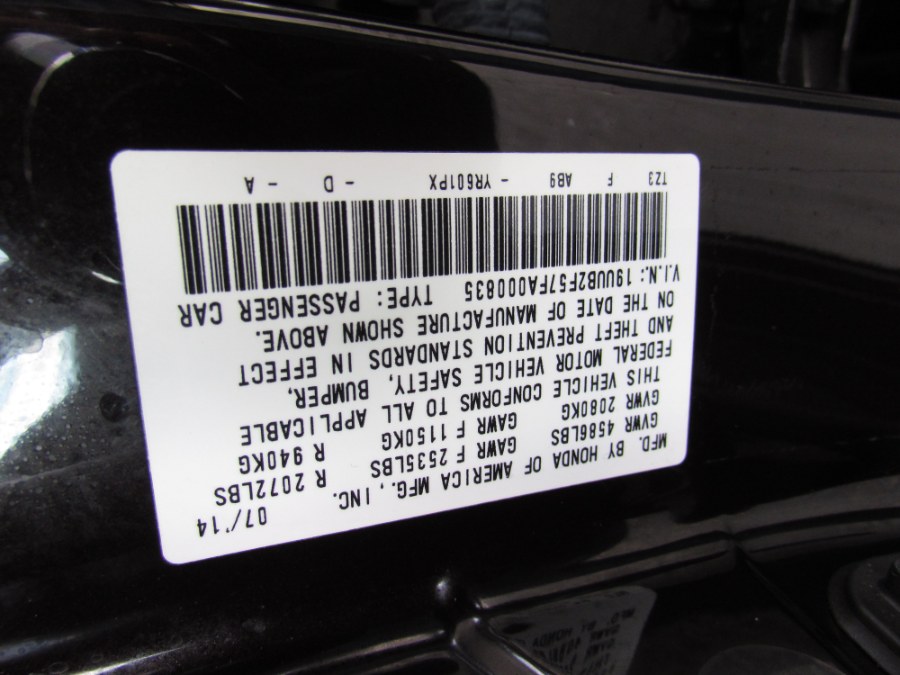 MFD. BY HONDA OF AMERICA MFG., INC. 07/'14
GVWR 4586LBS GAWR F 2535LBS R 2072LBS
GVWR 2080KG GAWR F 1150KG R 940KG
THIS VEHICLE CONFORMS TO ALL APPLICABLE
FEDERAL MOTOR VEHICLE SAFETY, BUMPER,
AND THEFT PREVENTION STANDARDS IN EFFECT
ON THE DATE OF MANUFACTURE SHOWN ABOVE.
V.I.N.: 19UUB2F57FA000835 TYPE: PASSENGER CAR
TZ3 F AB9 - YR601PX - D - A